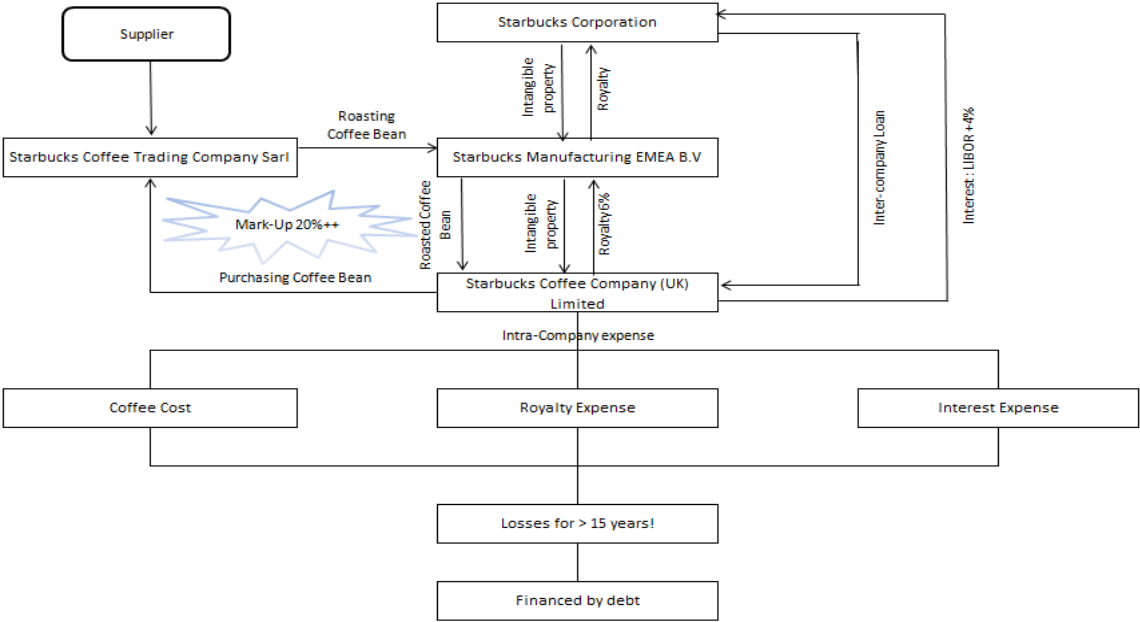 Supplier
Starbucks Corporation
Intangible
property
Royalty
Roasting
Coffee Bean
Inter-company Loan
Interest : LIBOR +4%
Starbucks Coffee Trading Company Sarl
Starbucks Manufacturing EMEA B.V
Mark-Up 20%++
Roasted Coffee
Bean
Intangible
property
Royalty 6%
Purchasing Coffee Bean
Starbucks Coffee Company (UK)
Limited
Intra-Company expense
Coffee Cost
Royalty Expense
Interest Expense
Losses for > 15 years!
Financed by debt